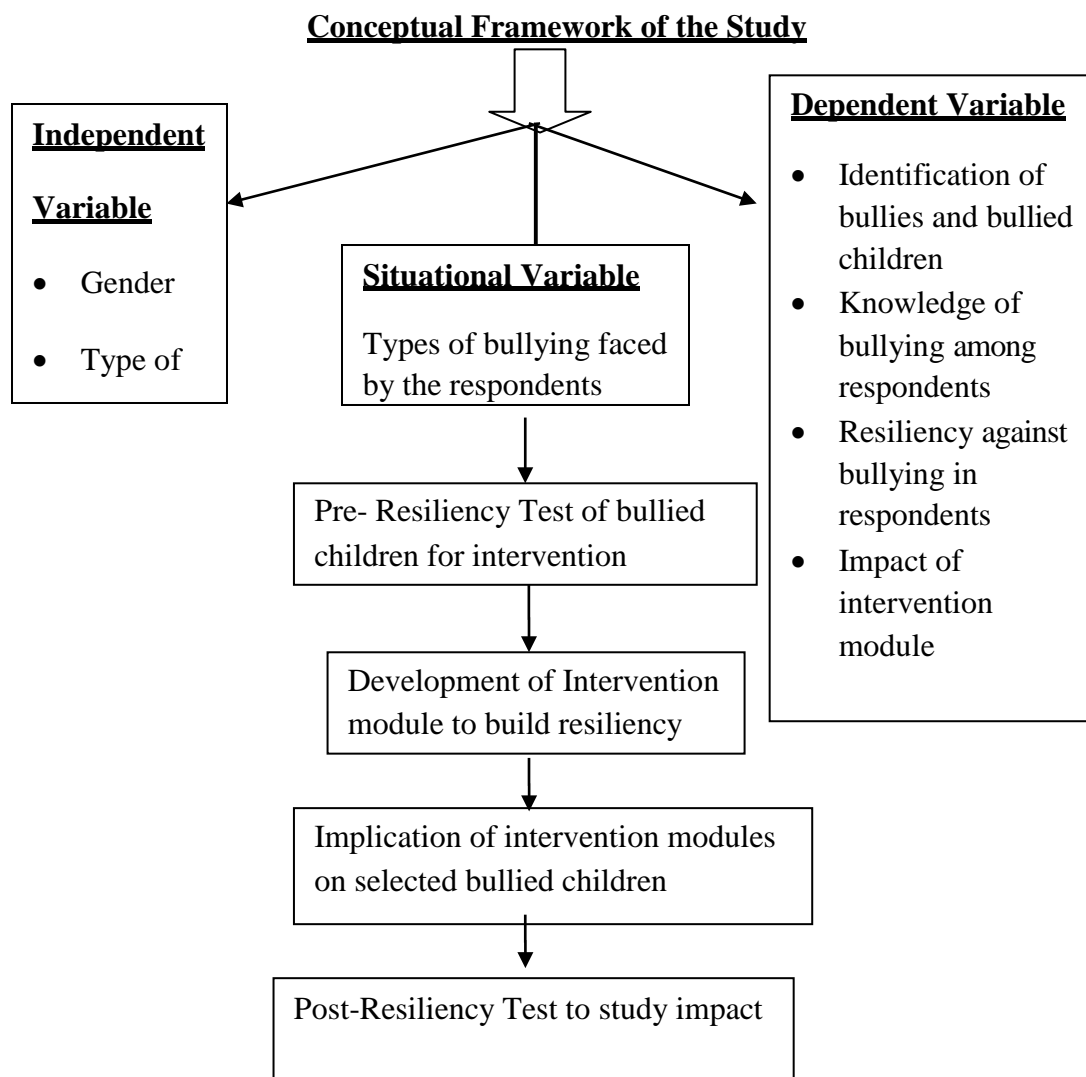 Conceptual Framework of the Study
Independent
Variable
• Gender
• Type of
Situational Variable
Types of bullying faced
by the respondents
Dependent Variable
• Identification of
bullies and bullied
children
• Knowledge of
bullying among
respondents
• Resiliency against
bullying in
respondents
• Impact of
intervention
module
Pre- Resiliency Test of bullied
children for intervention
Development of Intervention
module to build resiliency
Implication of intervention modules
on selected bullied children
Post-Resiliency Test to study impact